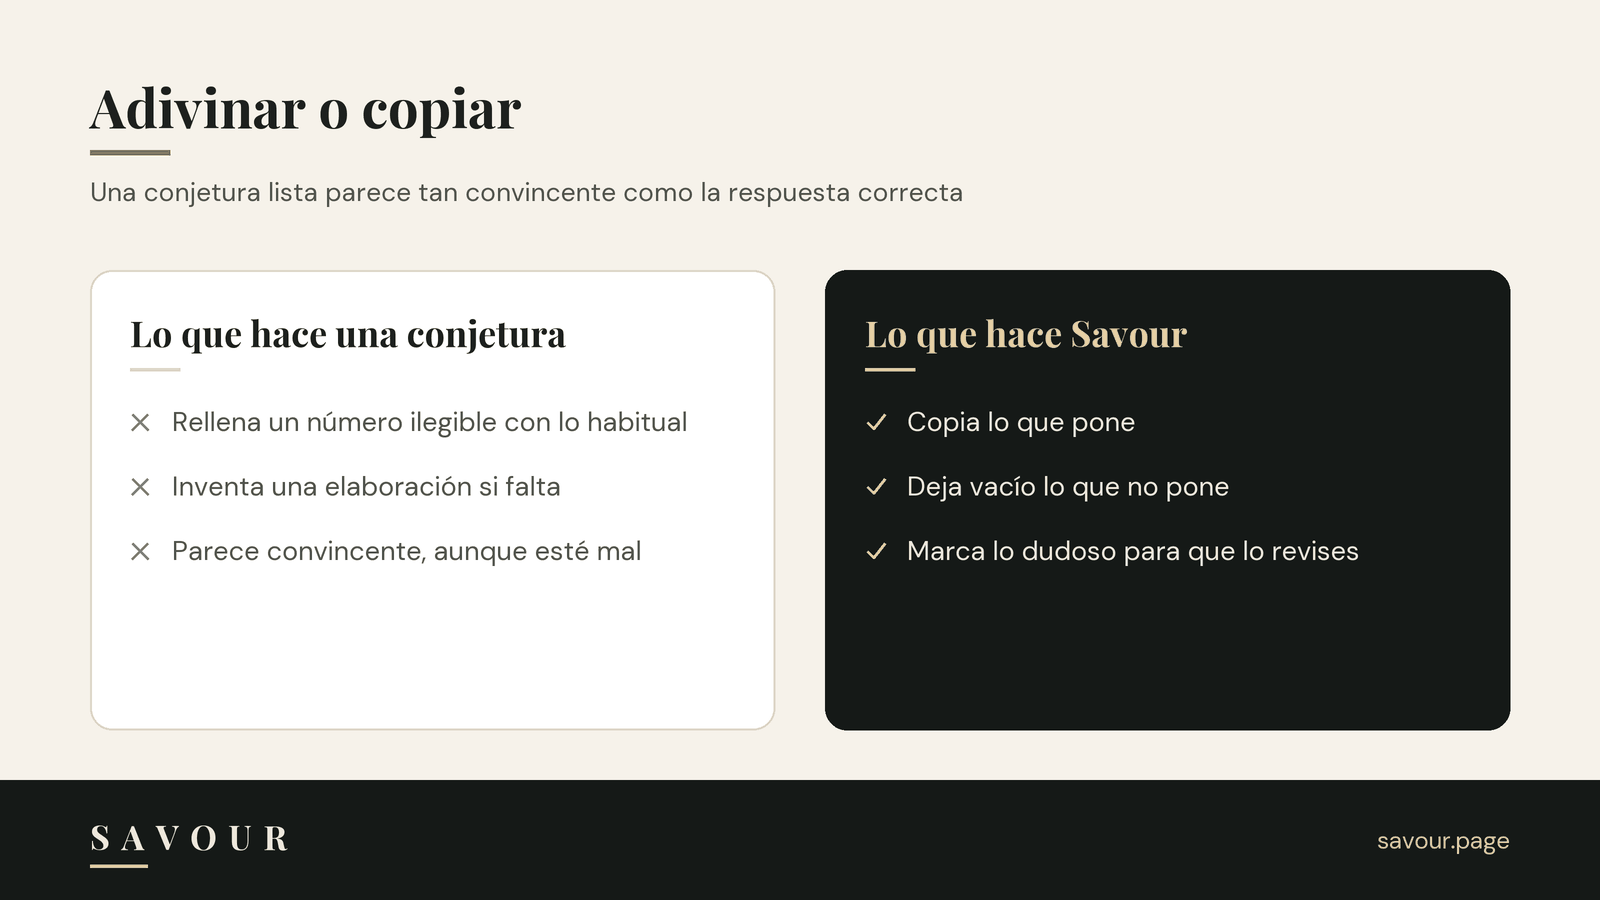 Adivinar o copiar
Una conjetura lista parece tan convincente como la respuesta correcta
Lo que hace una conjetura
Rellena un número ilegible con lo habitual
Inventa una elaboración si falta
Parece convincente, aunque esté mal
Lo que hace Savour
Copia lo que pone
Deja vacío lo que no pone
Marca lo dudoso para que lo revises
SAVOUR
savour.page